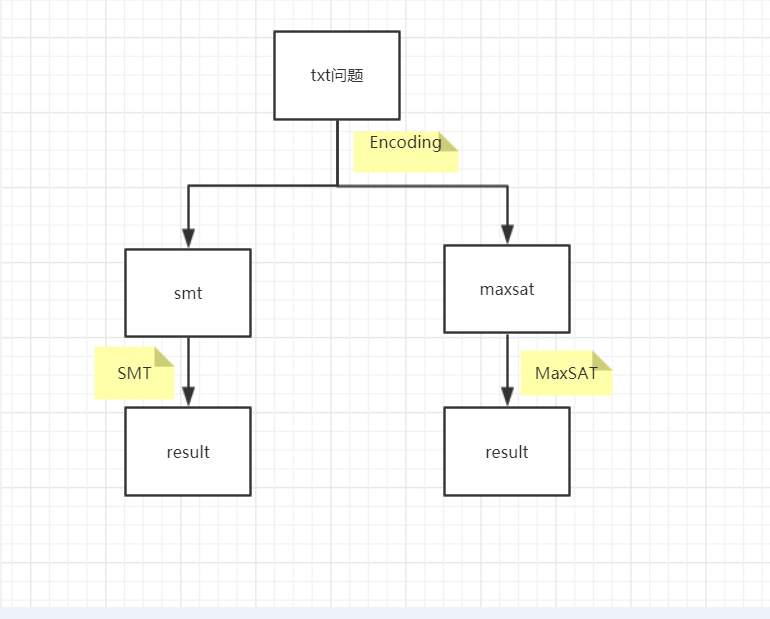 txt问题
Encoding
smt
maxsat
SMT
MaxSAT
result
result